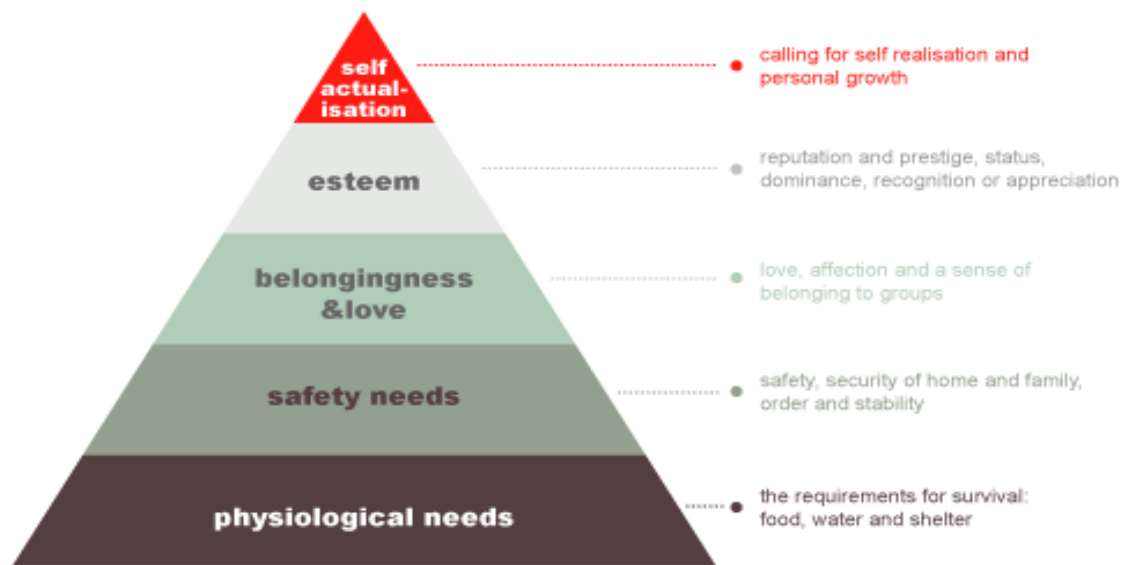 self
actual-
isation
calling for self realisation and
personal growth
esteem
reputation and prestige, status,
dominance, recognition or appreciation
belongingness
&love
love, affection and a sense of
belonging to groups
safety needs
safety, security of home and family,
order and stability
physiological needs
the requirements for survival:
food, water and shelter